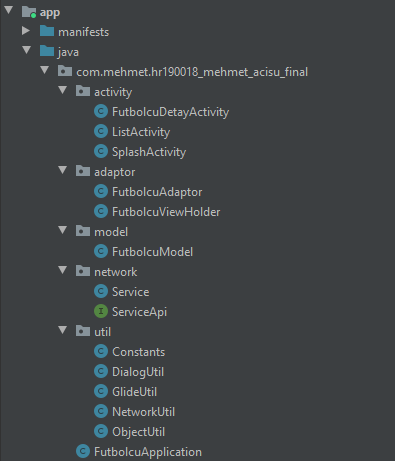 app
manifests
java
com.mehmet.hr190018_mehmet_acisu_final
activity
FutbolcuDetayActivity
ListActivity
SplashActivity
adaptor
FutbolcuAdaptor
FutbolcuViewHolder
model
FutbolcuModel
network
Service
ServiceApi
util
Constants
DialogUtil
GlideUtil
NetworkUtil
ObjectUtil
FutbolcuApplication